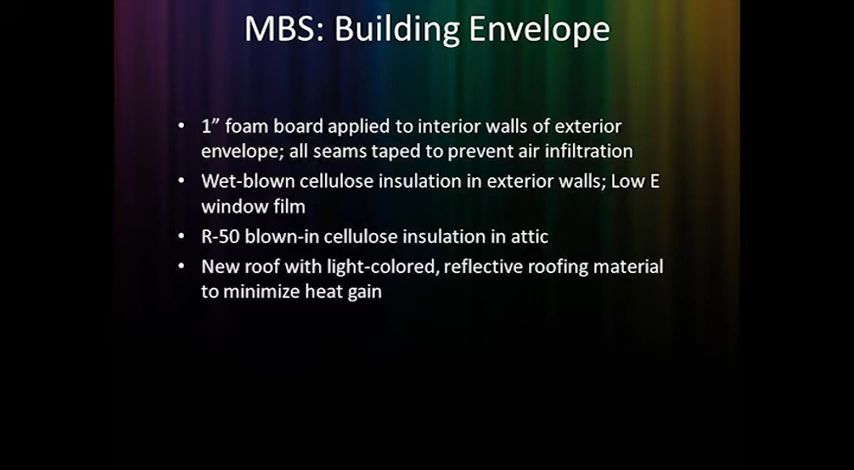 MBS: Building Envelope
• 1” foam board applied to interior walls of exterior
envelope; all seams taped to prevent air infiltration
• Wet-blown cellulose insulation in exterior walls; Low E
window film
• R-50 blown-in cellulose insulation in attic
• New roof with light-colored, reflective roofing material
to minimize heat gain